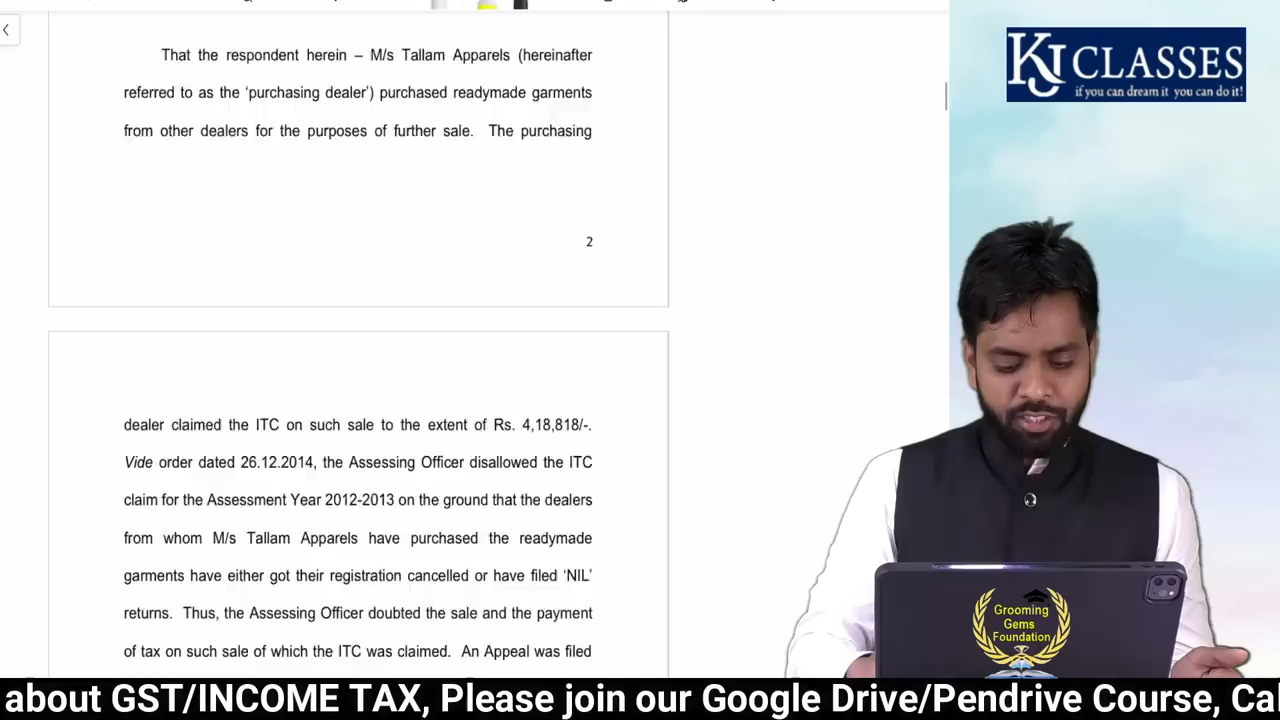 That the respondent herein – M/s Tallam Apparels (hereinafter
referred to as the ‘purchasing dealer’) purchased readymade garments
from other dealers for the purposes of further sale. The purchasing
2
dealer claimed the ITC on such sale to the extent of Rs. 4,18,818/-.
Vide order dated 26.12.2014, the Assessing Officer disallowed the ITC
claim for the Assessment Year 2012-2013 on the ground that the dealers
from whom M/s Tallam Apparels have purchased the readymade
garments have either got their registration cancelled or have filed ‘NIL’
returns. Thus, the Assessing Officer doubted the sale and the payment
of tax on such sale of which the ITC was claimed. An Appeal was filed
KJ CLASSES
if you can dream it you can do it!
Grooming
Gems
Foundation
about GST/INCOME TAX, Please join our Google Drive/Pendrive Course, Cal